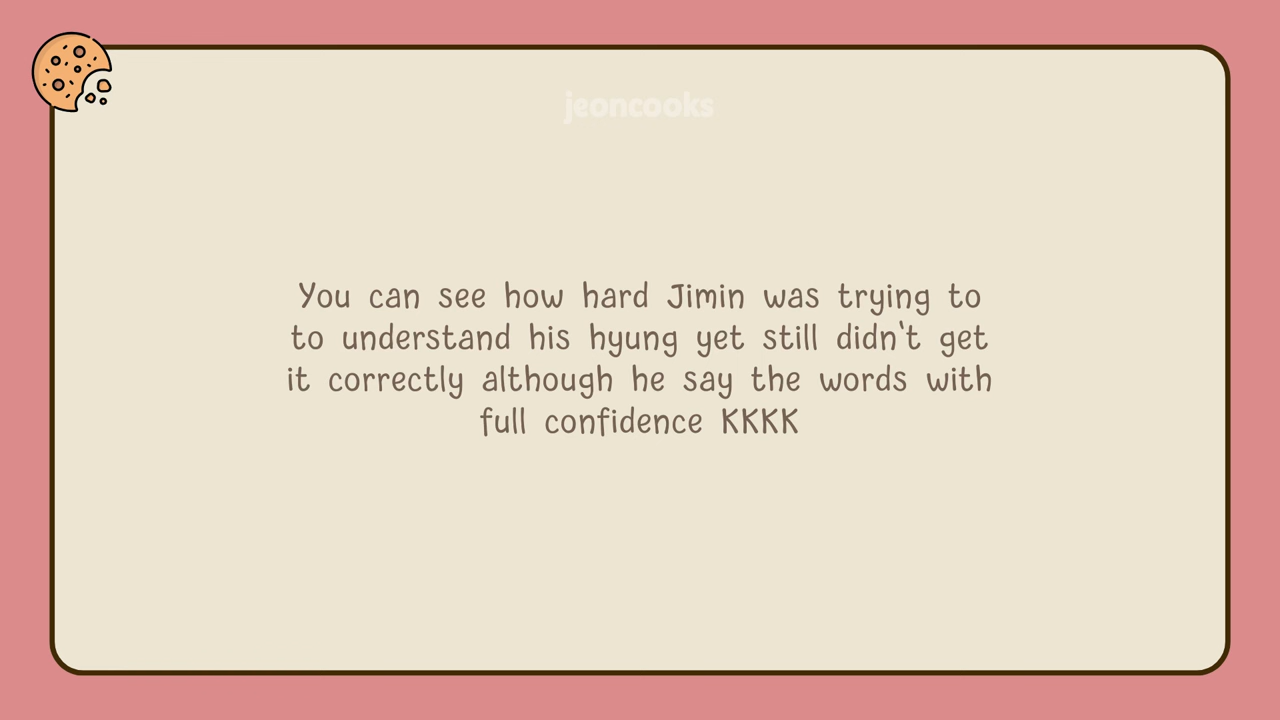 jeoncooks
You can see how hard Jimin was trying to
to understand his hyung yet still didn't get
it correctly although he say the words with
full confidence KKKK